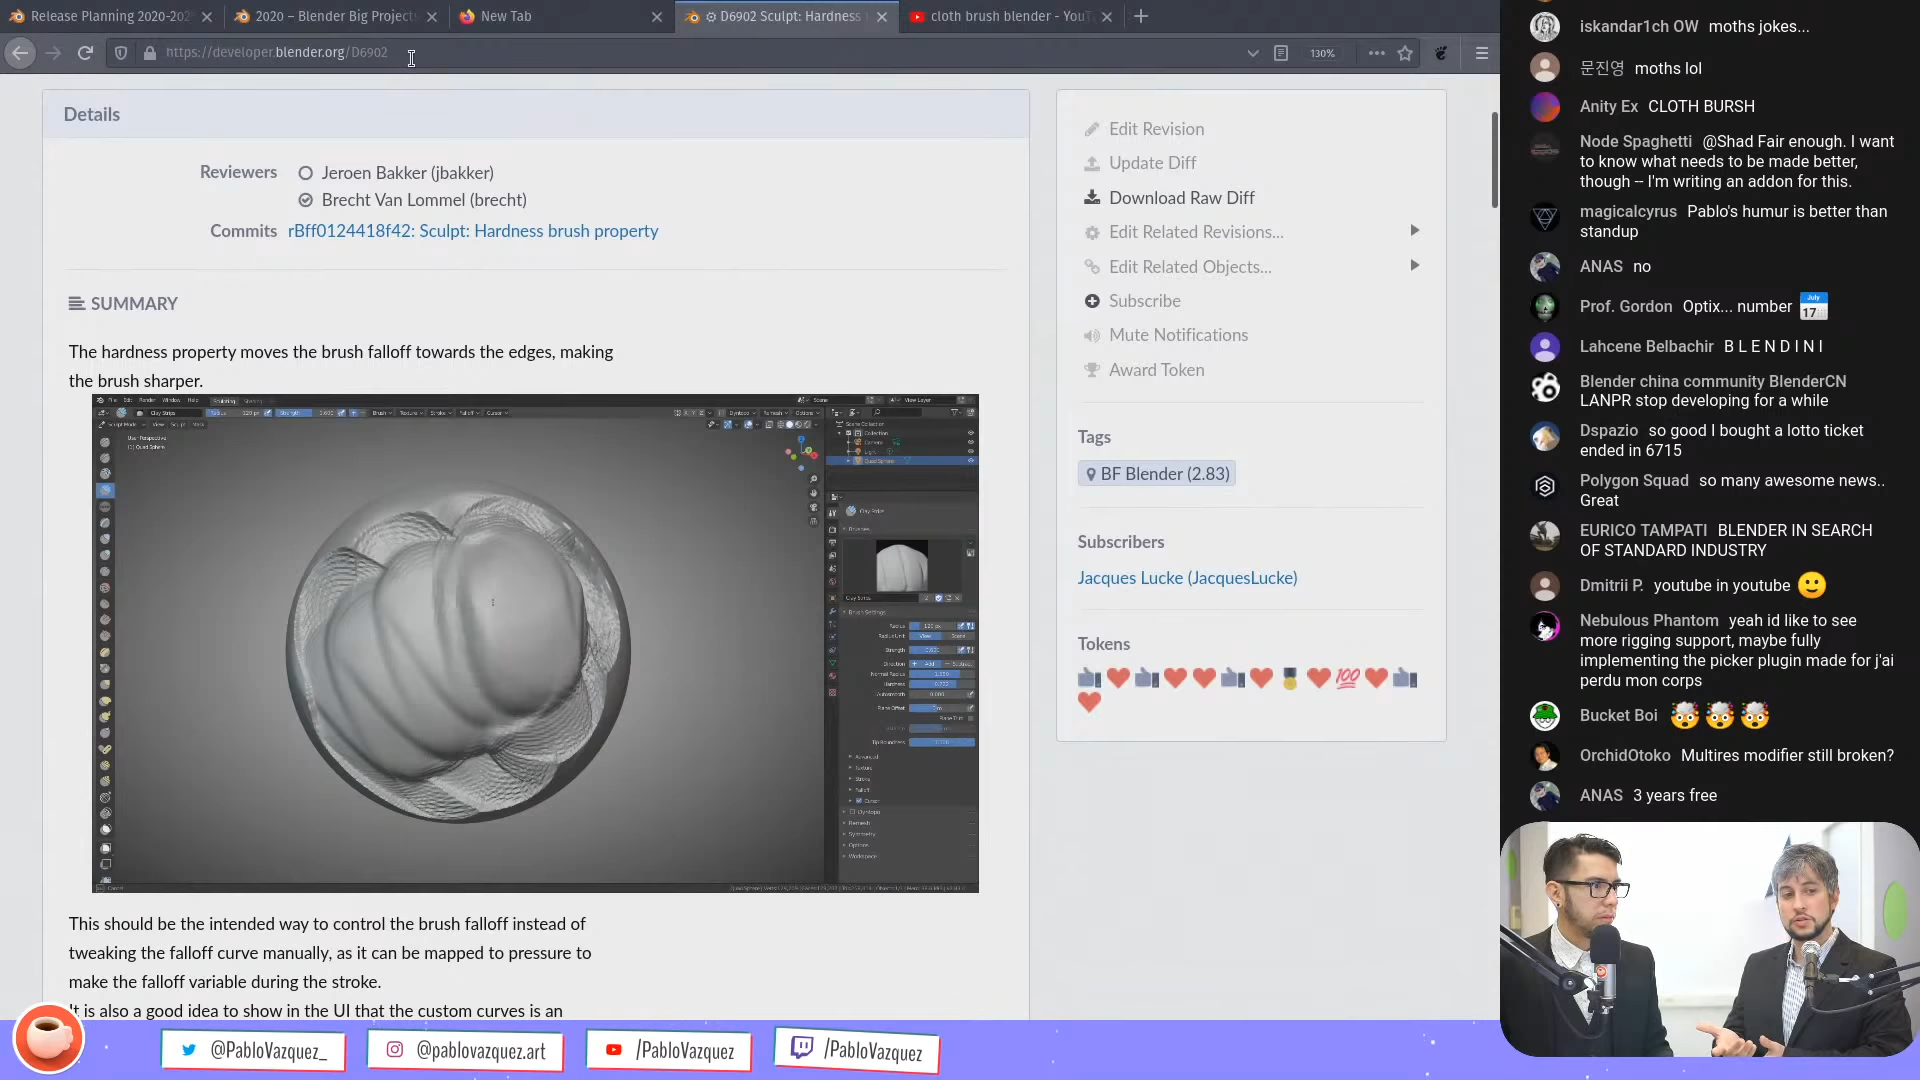 Release Planning 2020-202
2020 – Blender Big Projects
New Tab
D6902 Sculpt: Hardness
cloth brush blender - YouT
https://developer.blender.org/D6902
130%
Details
Reviewers
Jeroen Bakker (jbakker)
Brecht Van Lommel (brecht)
Commits rBff0124418f42: Sculpt: Hardness brush property
SUMMARY
The hardness property moves the brush falloff towards the edges, making
the brush sharper.
This should be the intended way to control the brush falloff instead of
tweaking the falloff curve manually, as it can be mapped to pressure to
make the falloff variable during the stroke.
It is also a good idea to show in the UI that the custom curves is an
Edit Revision
Update Diff
Download Raw Diff
Edit Related Revisions...
Edit Related Objects...
Subscribe
Mute Notifications
Award Token
Tags
BF Blender (2.83)
Subscribers
Jacques Lucke (JacquesLucke)
Tokens
iskandar1ch OW moths jokes...
문진영 moths lol
Anity Ex CLOTH BURSH
Node Spaghetti @Shad Fair enough. I want
to know what needs to be made better,
though -- I'm writing an addon for this.
magicalcyrus Pablo's humur is better than
standup
ANAS no
Prof. Gordon Optix... number
July
17
Lahcene Belbachir B L E N D I N I
Blender china community BlenderCN
LANPR stop developing for a while
Dspazio so good I bought a lotto ticket
ended in 6715
Polygon Squad so many awesome news..
Great
EURICO TAMPATI BLENDER IN SEARCH
OF STANDARD INDUSTRY
Dmitrii P. youtube in youtube
Nebulous Phantom yeah id like to see
more rigging support, maybe fully
implementing the picker plugin made for j'ai
perdu mon corps
Bucket Boi
OrchidOtoko Multires modifier still broken?
ANAS 3 years free
@PabloVazquez_
@pablovazquez.art
/PabloVazquez
/PabloVazquez